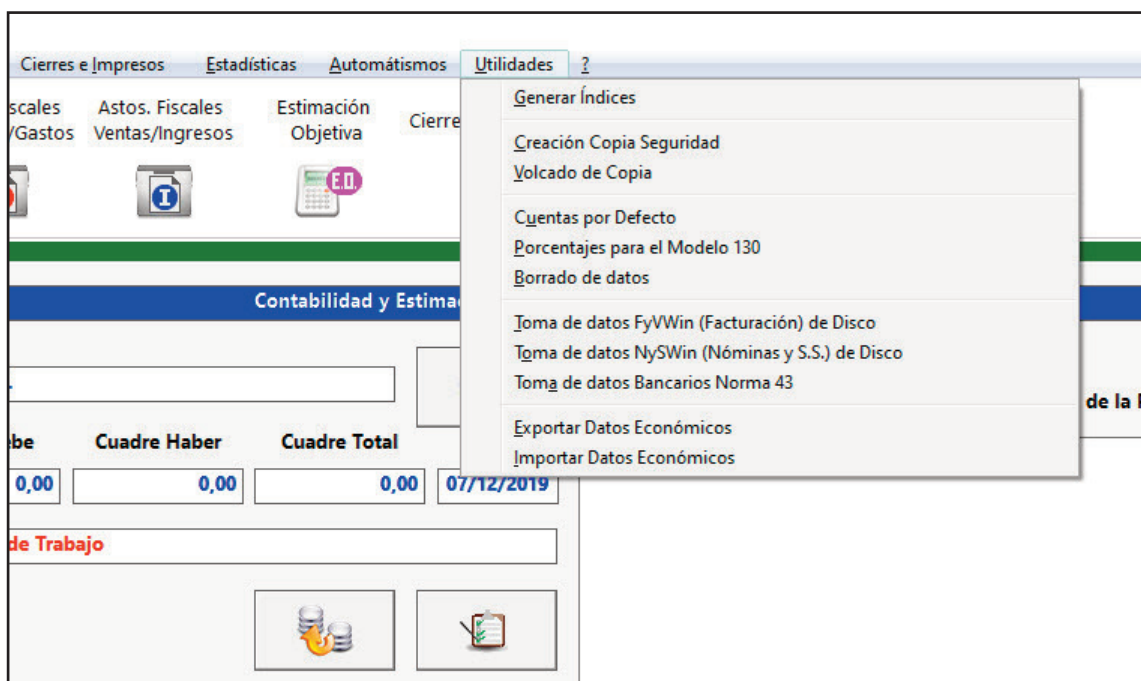 Cierres e Impresos Estadísticas Automátismos Utilidades ?
scales Astos. Fiscales Estimación Cierre
/Gastos Ventas/Ingresos Objetiva
I E.O.
Generar Índices
Creación Copia Seguridad
Volcado de Copia
Cuentas por Defecto
Porcentajes para el Modelo 130
Borrado de datos
Toma de datos FyVWin (Facturación) de Disco
Toma de datos NySWin (Nóminas y S.S.) de Disco
Toma de datos Bancarios Norma 43
Exportar Datos Económicos
Importar Datos Económicos
Contabilidad y Estima
de la
ebe Cuadre Haber Cuadre Total
0,00 0,00 0,00 07/12/2019
de Trabajo